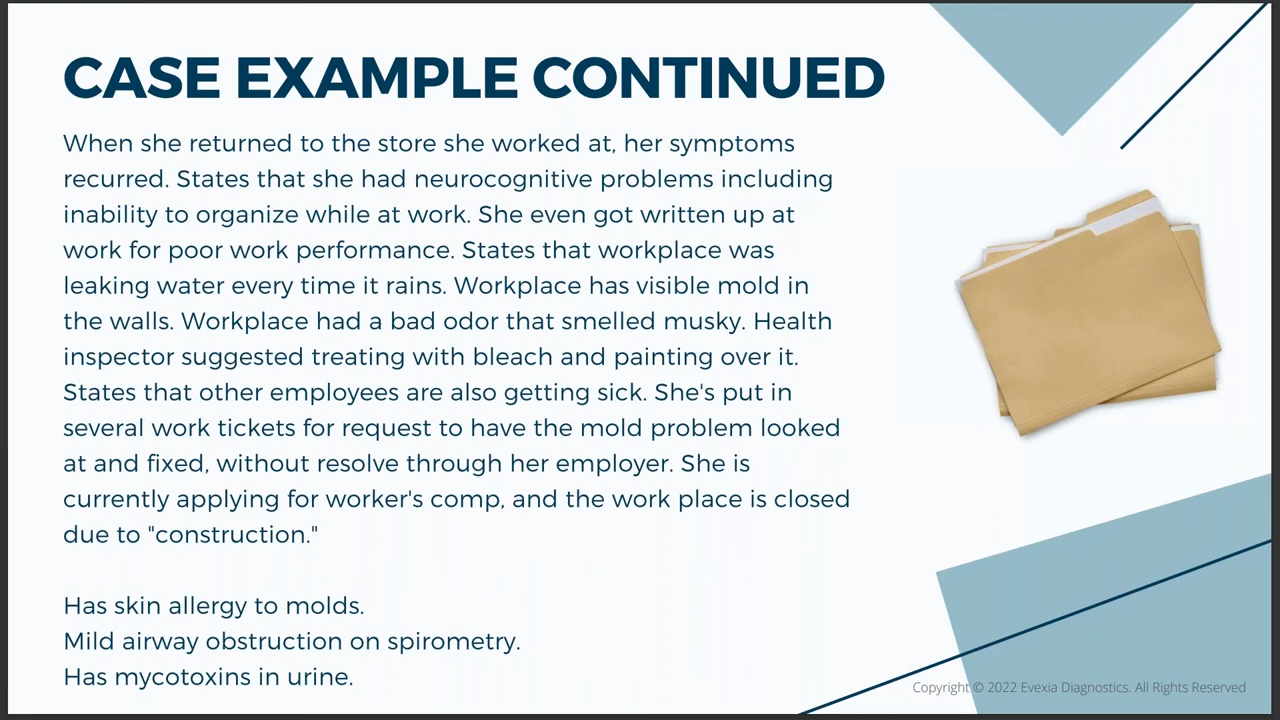 CASE EXAMPLE CONTINUED
When she returned to the store she worked at, her symptoms
recurred. States that she had neurocognitive problems including
inability to organize while at work. She even got written up at
work for poor work performance. States that workplace was
leaking water every time it rains. Workplace has visible mold in
the walls. Workplace had a bad odor that smelled musky. Health
inspector suggested treating with bleach and painting over it.
States that other employees are also getting sick. She's put in
several work tickets for request to have the mold problem looked
at and fixed, without resolve through her employer. She is
currently applying for worker's comp, and the work place is closed
due to "construction."
Has skin allergy to molds.
Mild airway obstruction on spirometry.
Has mycotoxins in urine.
Copyright © 2022 Evexia Diagnostics. All Rights Reserved